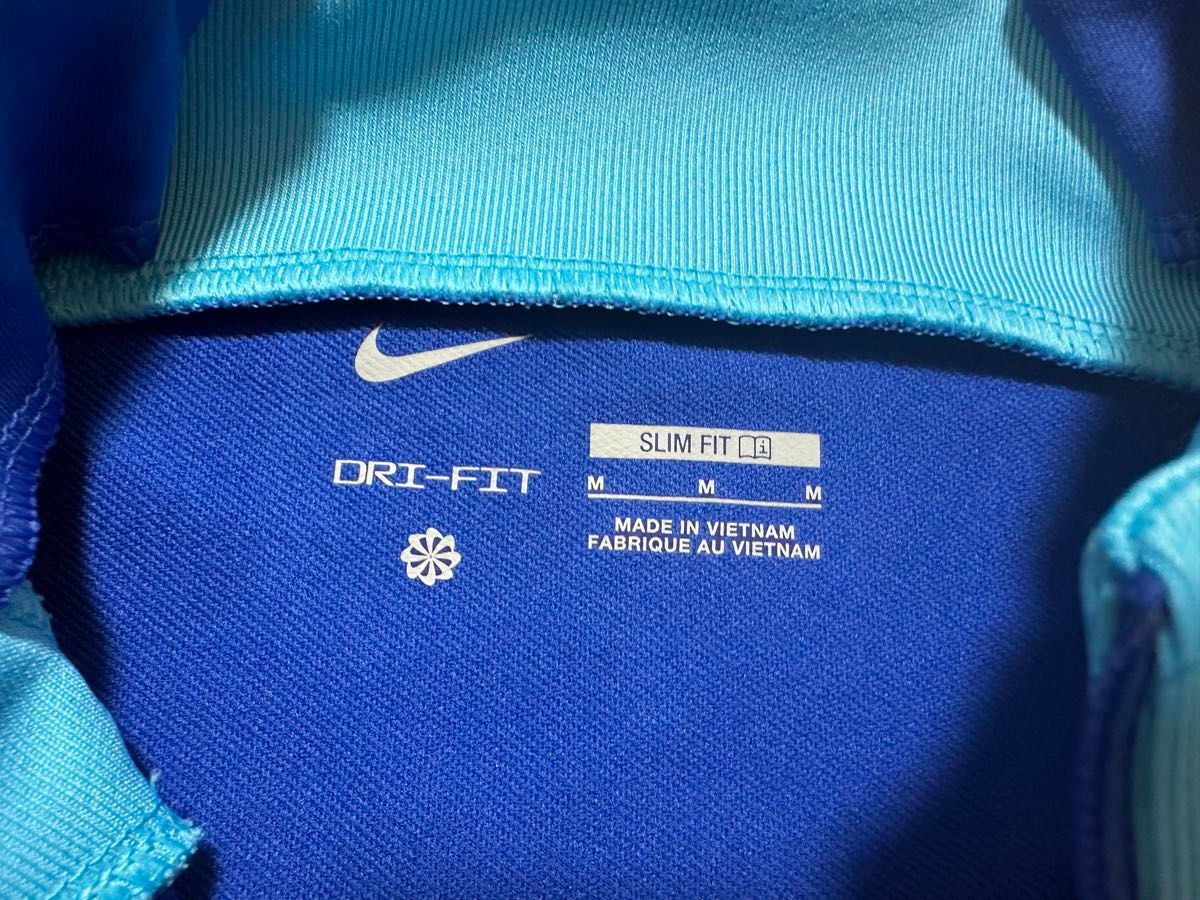 DRI-FIT
SLIM FIT
M M M
MADE IN VIETNAM
FABRIQUE AU VIETNAM